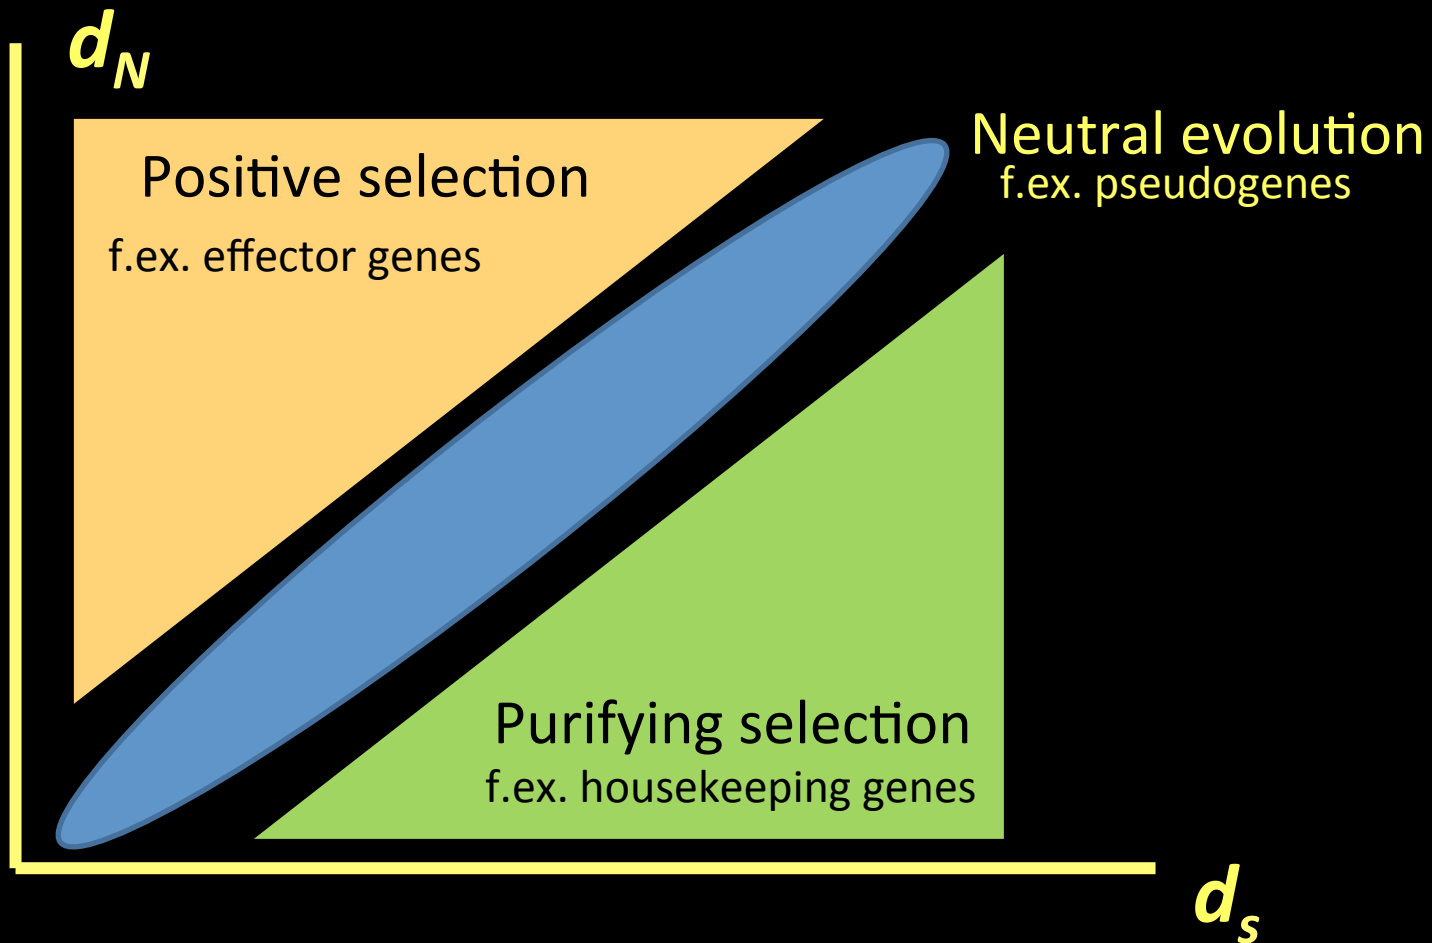 dN
Positive selection
f.ex. effector genes
Neutral evolution
f.ex. pseudogenes
Purifying selection
f.ex. housekeeping genes
ds